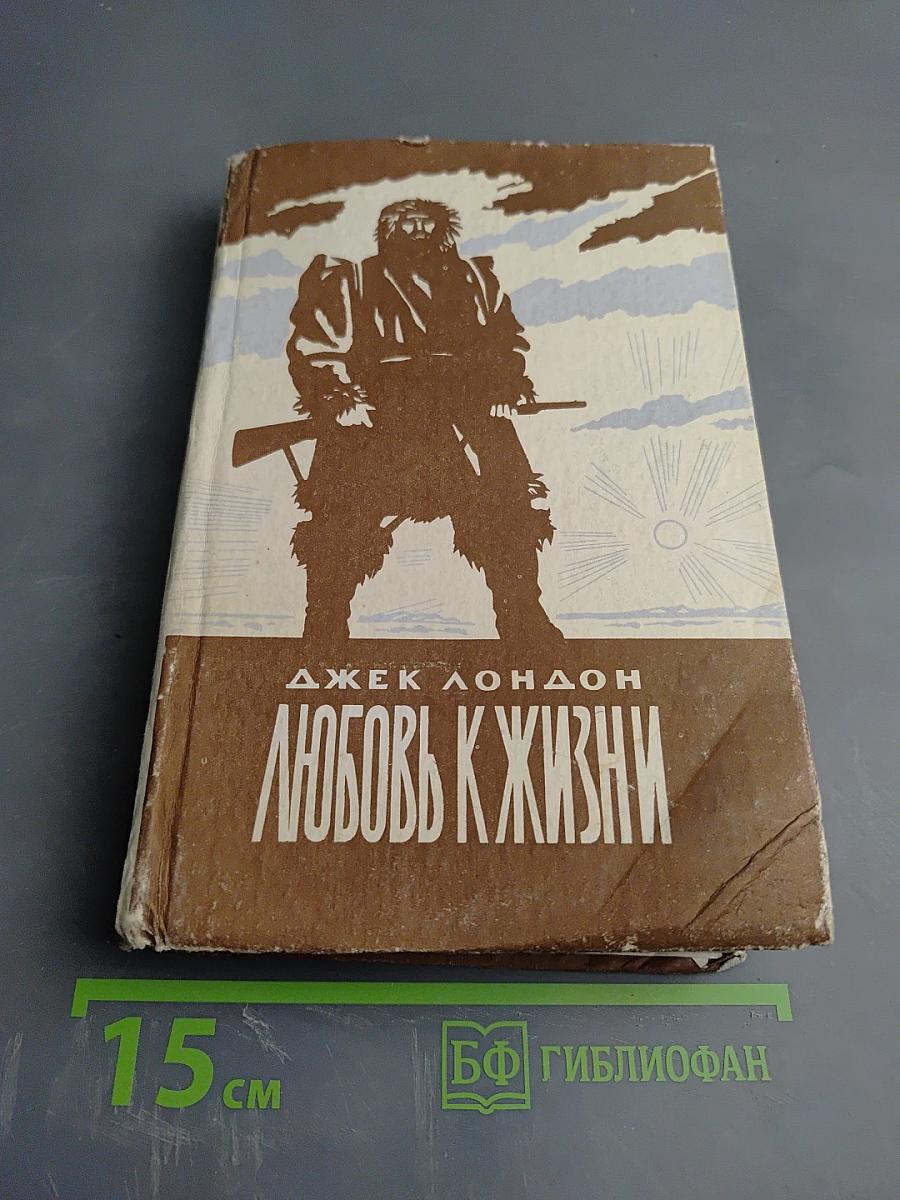 ДЖЕК ЛОНДОН
ЛЮБОВЬ К ЖИЗНИ
15 см
БФ ГИБЛИОФАН